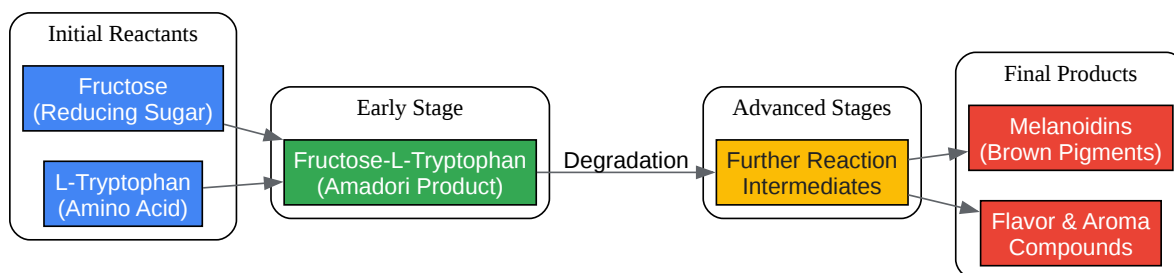 Initial Reactants
Fructose
(Reducing Sugar)
L-Tryptophan
(Amino Acid)
Early Stage
Fructose-L-Tryptophan
(Amadori Product)
Degradation
Advanced Stages
Further Reaction
Intermediates
Final Products
Melanoidins
(Brown Pigments)
Flavor & Aroma
Compounds